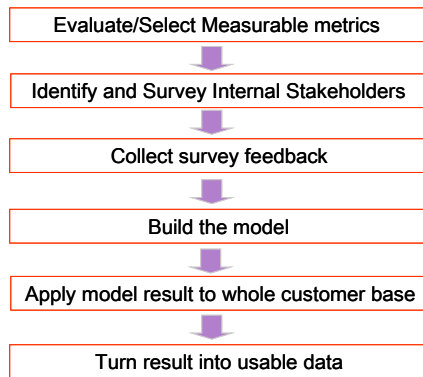 Evaluate/Select Measurable metrics
Identify and Survey Internal Stakeholders
Collect survey feedback
Build the model
Apply model result to whole customer base
Turn result into usable data